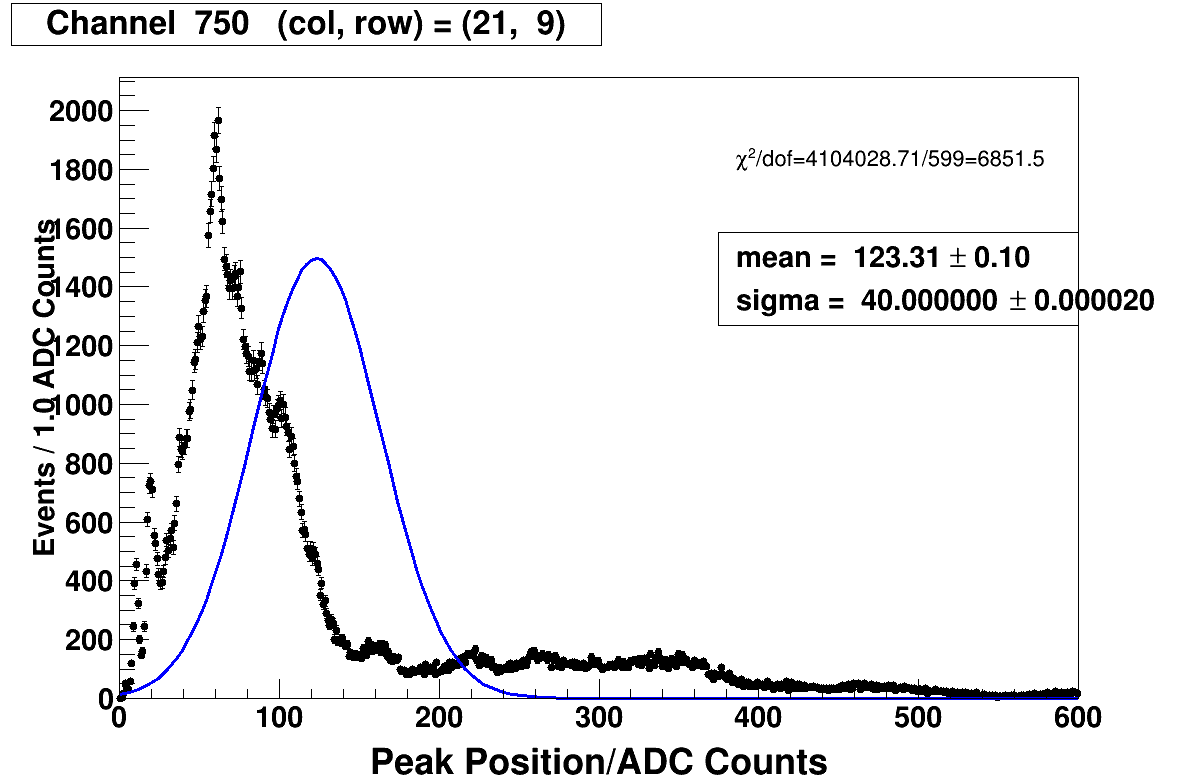 Channel  750   (col, row) = (21,  9)
χ²/dof=4104028.71/599=6851.5
mean =  123.31 ± 0.10
sigma =  40.000000 ± 0.000020
Events / 1.0 ADC Counts
2000
1800
1600
1400
1200
1000
800
600
400
200
0
0 100 200 300 400 500 600
Peak Position/ADC Counts